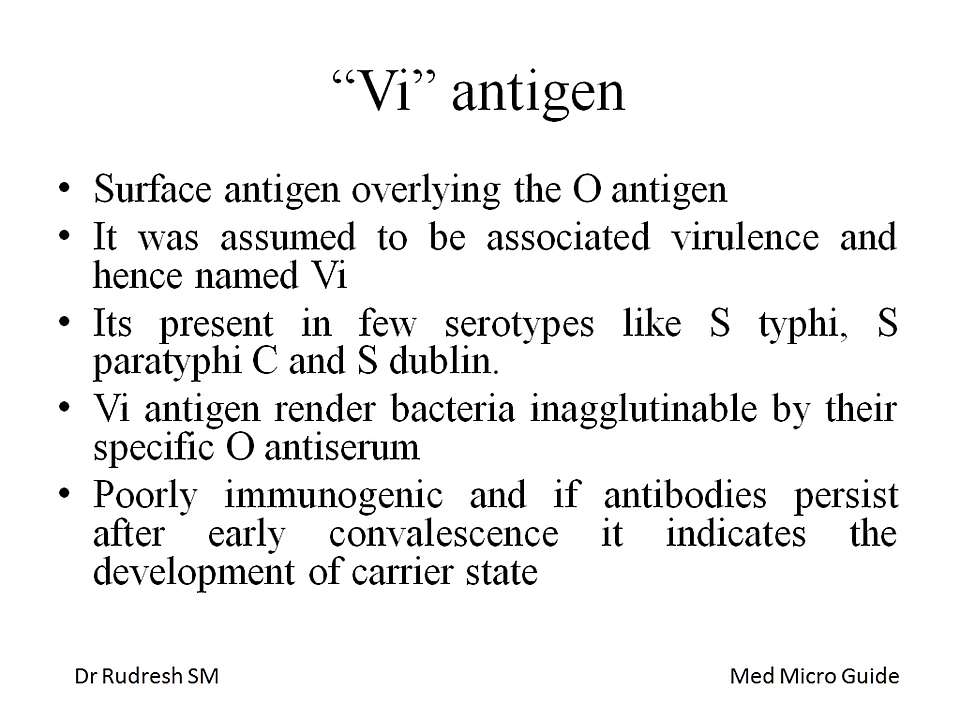 “Vi” antigen
• Surface antigen overlying the O antigen
• It was assumed to be associated virulence and
hence named Vi
• Its present in few serotypes like S typhi, S
paratyphi C and S dublin.
• Vi antigen render bacteria inagglutinable by their
specific O antiserum
• Poorly immunogenic and if antibodies persist
after early convalescence it indicates the
development of carrier state
Dr Rudresh SM
Med Micro Guide